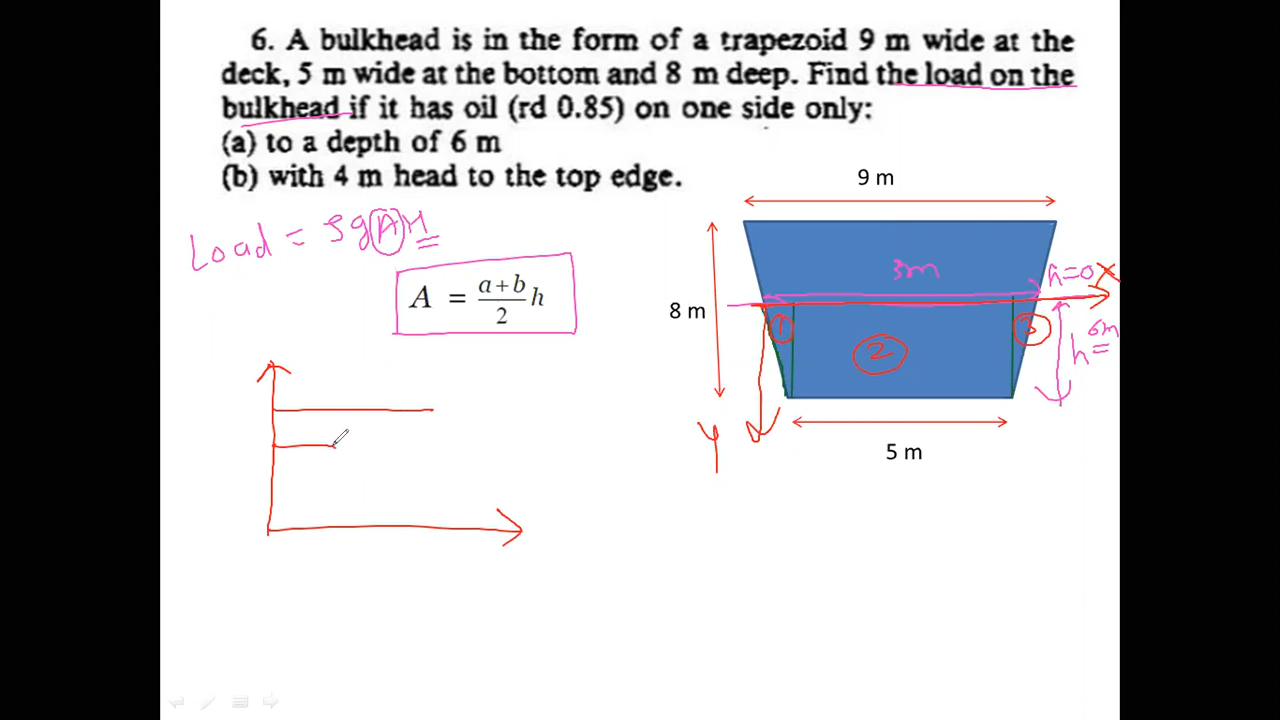 6. A bulkhead is in the form of a trapezoid 9 m wide at the
deck, 5 m wide at the bottom and 8 m deep. Find the load on the
bulkhead if it has oil (rd 0.85) on one side only:
(a) to a depth of 6 m
(b) with 4 m head to the top edge.
9 m
Load = ρgAH
A = a+b/2 h
3m
h=0
X
8 m
1
2
3
h=
6m
Y
5 m